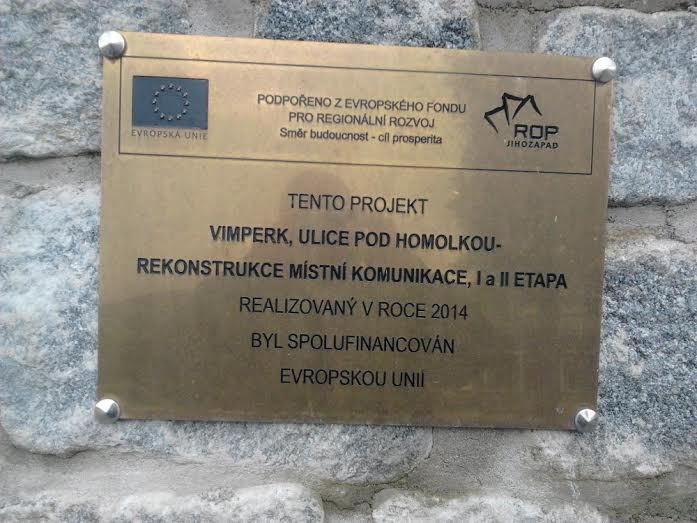 EVROPSKÁ UNIE
PODPOŘENO Z EVROPSKÉHO FONDU
PRO REGIONÁLNÍ ROZVOJ
Směr budoucnost - cíl prosperita
ROP
JIHOZÁPAD
TENTO PROJEKT
VIMPERK, ULICE POD HOMOLKOU-
REKONSTRUKCE MÍSTNÍ KOMUNIKACE, I a II ETAPA
REALIZOVANÝ V ROCE 2014
BYL SPOLUFINANCOVÁN
EVROPSKOU UNIÍ